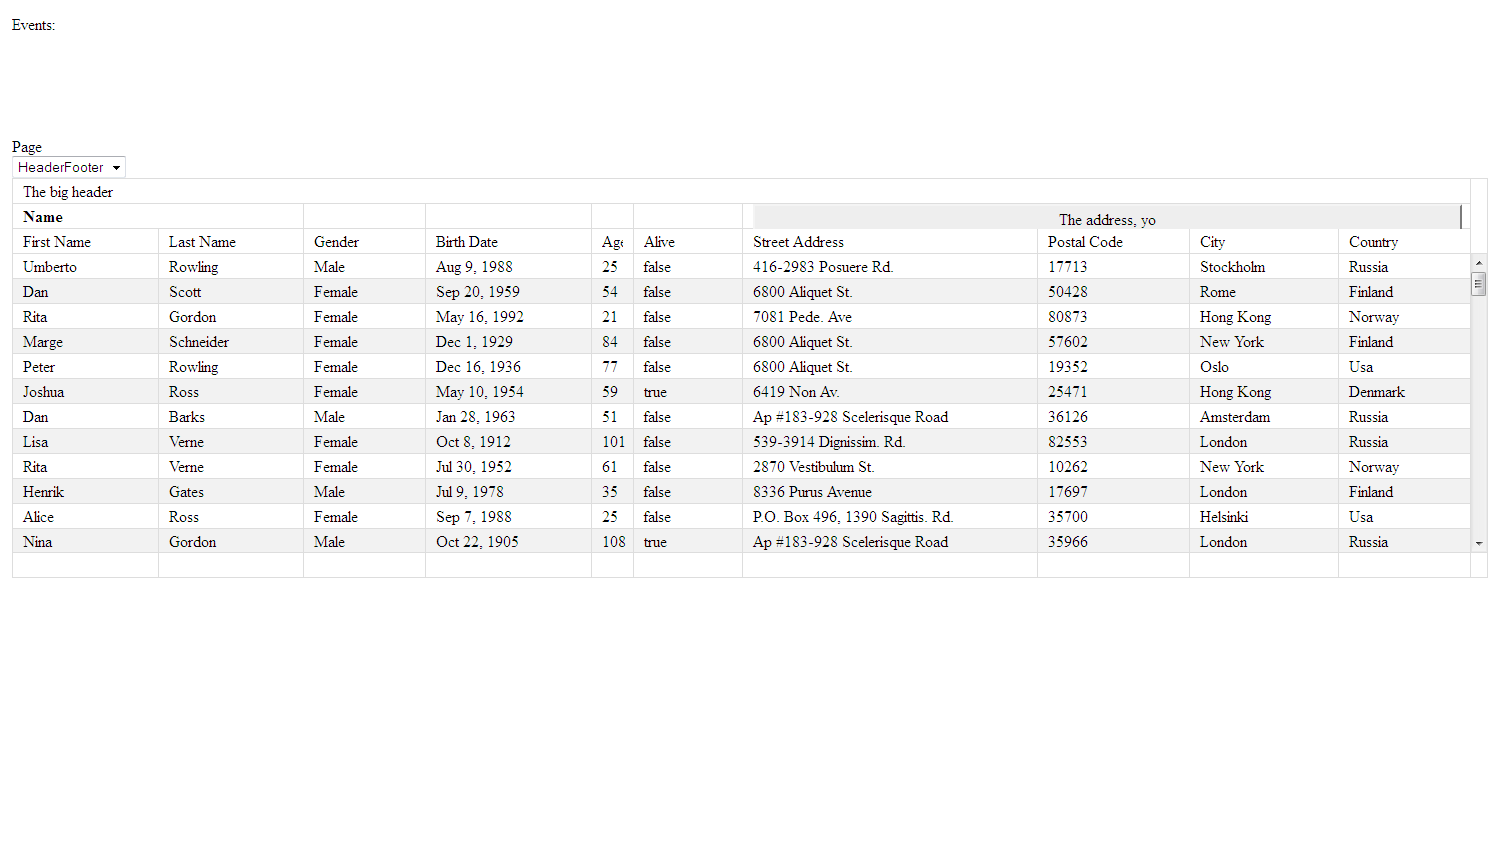 Events:
Page
HeaderFooter
The big header
Name The address, yo
First Name Last Name Gender Birth Date Age Alive Street Address Postal Code City Country
Umberto Rowling Male Aug 9, 1988 25 false 416-2983 Posuere Rd. 17713 Stockholm Russia
Dan Scott Female Sep 20, 1959 54 false 6800 Aliquet St. 50428 Rome Finland
Rita Gordon Female May 16, 1992 21 false 7081 Pede. Ave 80873 Hong Kong Norway
Marge Schneider Female Dec 1, 1929 84 false 6800 Aliquet St. 57602 New York Finland
Peter Rowling Female Dec 16, 1936 77 false 6800 Aliquet St. 19352 Oslo Usa
Joshua Ross Female May 10, 1954 59 true 6419 Non Av. 25471 Hong Kong Denmark
Dan Barks Male Jan 28, 1963 51 false Ap #183-928 Scelerisque Road 36126 Amsterdam Russia
Lisa Verne Female Oct 8, 1912 101 false 539-3914 Dignissim. Rd. 82553 London Russia
Rita Verne Female Jul 30, 1952 61 false 2870 Vestibulum St. 10262 New York Norway
Henrik Gates Male Jul 9, 1978 35 false 8336 Purus Avenue 17697 London Finland
Alice Ross Female Sep 7, 1988 25 false P.O. Box 496, 1390 Sagittis. Rd. 35700 Helsinki Usa
Nina Gordon Male Oct 22, 1905 108 true Ap #183-928 Scelerisque Road 35966 London Russia